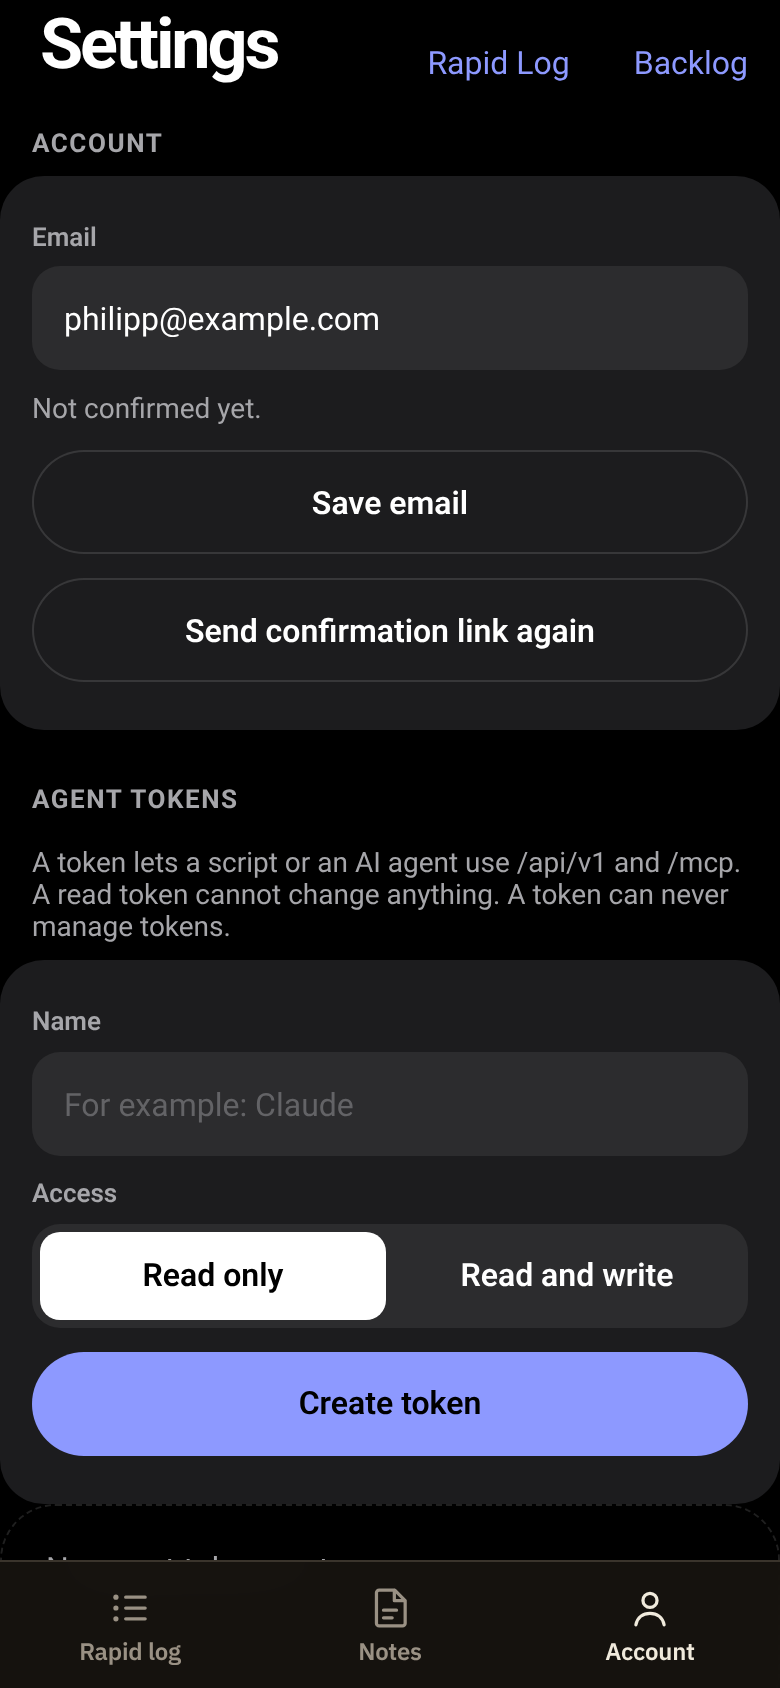 Settings
Rapid Log
Backlog
ACCOUNT
Email
philipp@example.com
Not confirmed yet.
Save email
Send confirmation link again
AGENT TOKENS
A token lets a script or an AI agent use /api/v1 and /mcp.
A read token cannot change anything. A token can never
manage tokens.
Name
For example: Claude
Access
Read only
Read and write
Create token
Rapid log
Notes
Account